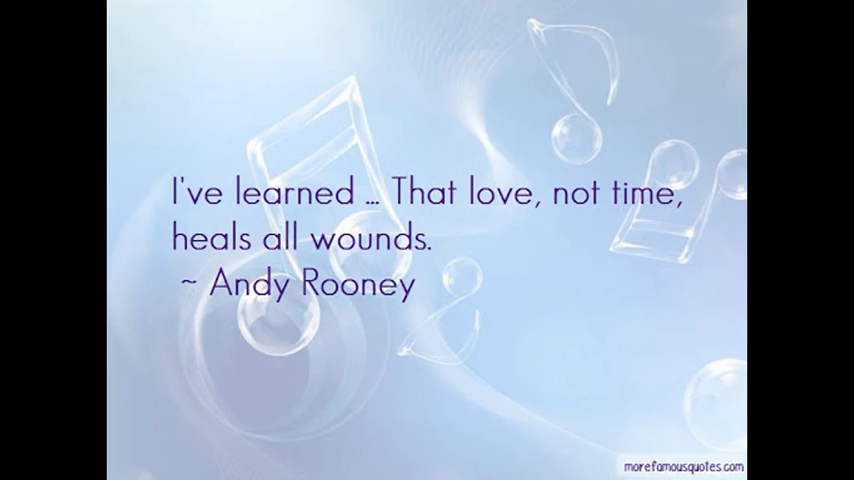 I've learned ... That love, not time,
heals all wounds.
~ Andy Rooney
morefamousquotes.com